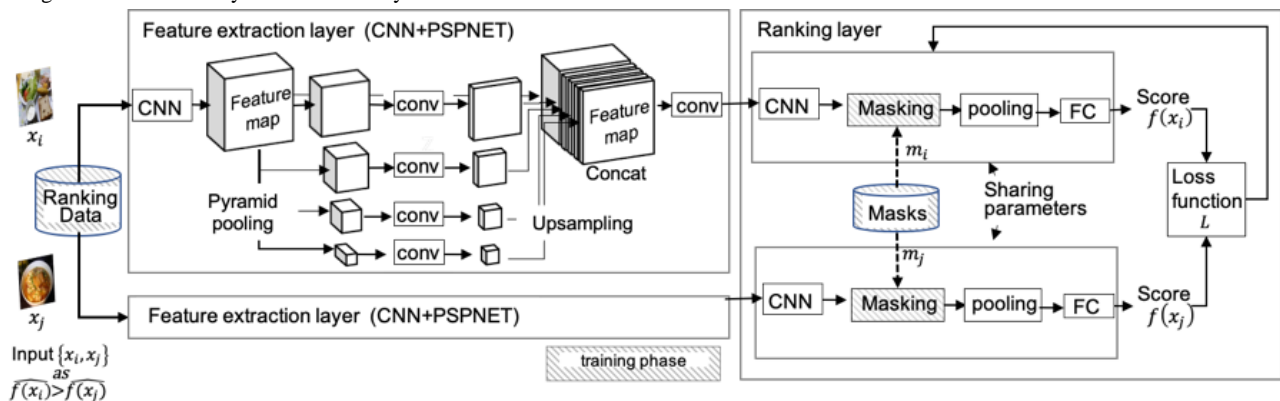 Feature extraction layer (CNN+PSPNET)
CNN
Feature
map
conv
conv
conv
conv
Pyramid
pooling
Upsampling
Feature
map
Concat
conv
Ranking layer
CNN
Masking
pooling
FC
Score
f(x_i)
m_i
Masks
m_j
Sharing
parameters
Loss
function
L
CNN
Masking
pooling
FC
Score
f(x_j)
x_i
Ranking
Data
x_j
Input {x_i, x_j}
as
f(x_i)>f(x_j)
Feature extraction layer (CNN+PSPNET)
training phase